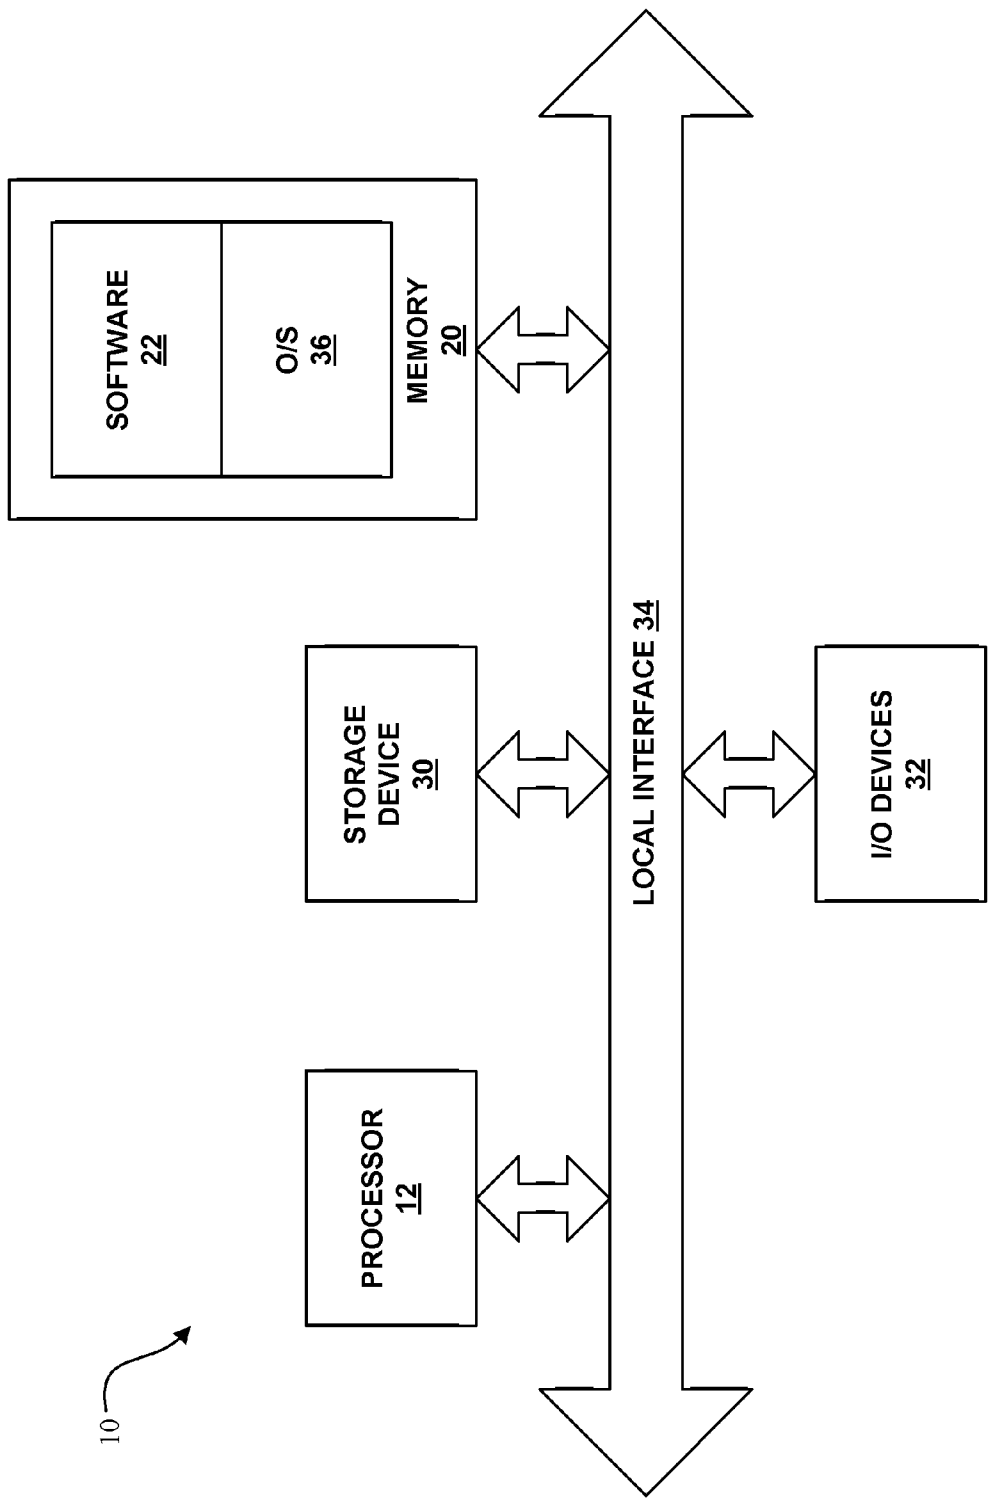 10
PROCESSOR
12
STORAGE
DEVICE
30
SOFTWARE
22
O/S
36
MEMORY
20
LOCAL INTERFACE 34
I/O DEVICES
32